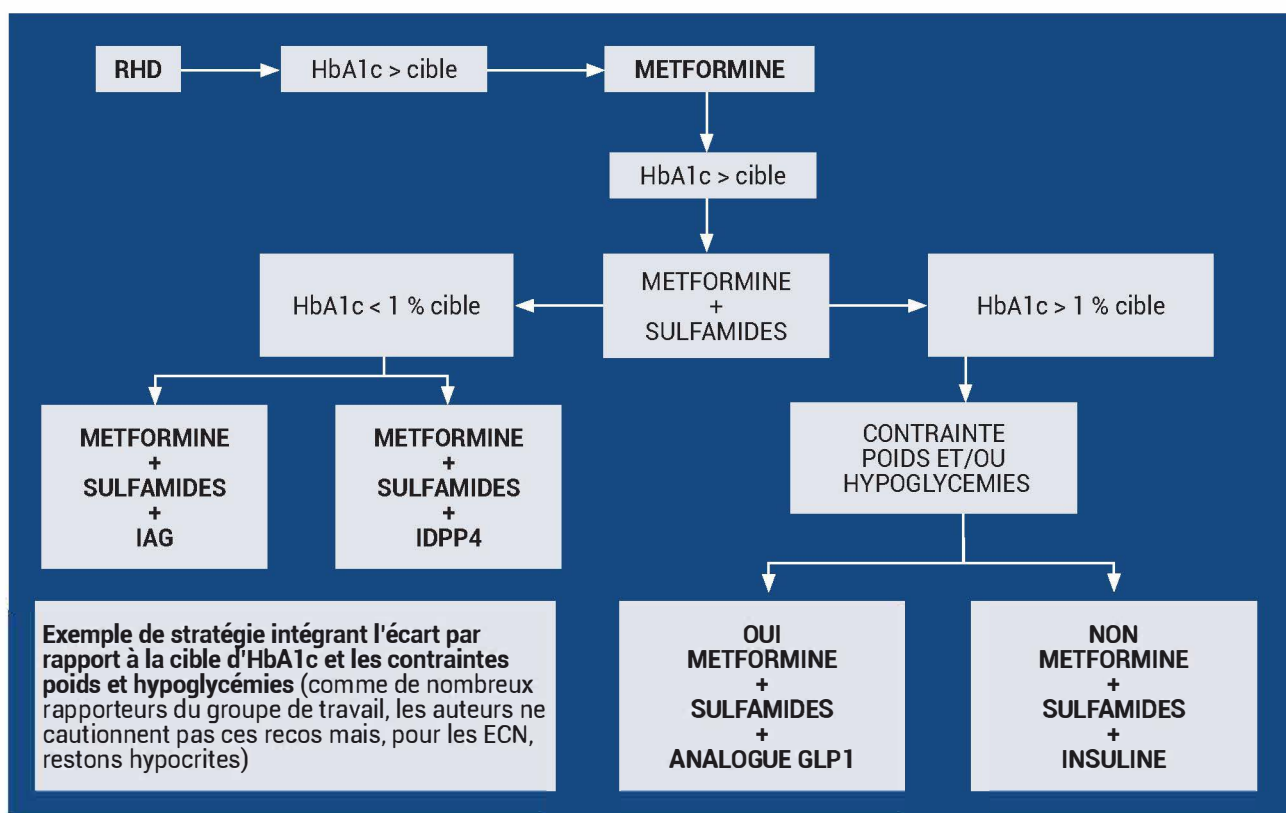 RHD
HbA1c > cible
METFORMINE
HbA1c > cible
METFORMINE
+
SULFAMIDES
HbA1c < 1 % cible
HbA1c > 1 % cible
METFORMINE
+
SULFAMIDES
+
IAG
METFORMINE
+
SULFAMIDES
+
IDPP4
CONTRAINTE
POIDS ET/OU
HYPOGLYCEMIES
Exemple de stratégie intégrant l'écart par
rapport à la cible d'HbA1c et les contraintes
poids et hypoglycémies (comme de nombreux
rapporteurs du groupe de travail, les auteurs ne
cautionnent pas ces recos mais, pour les ECN,
restons hypocrites)
OUI
METFORMINE
+
SULFAMIDES
+
ANALOGUE GLP1
NON
METFORMINE
+
SULFAMIDES
+
INSULINE